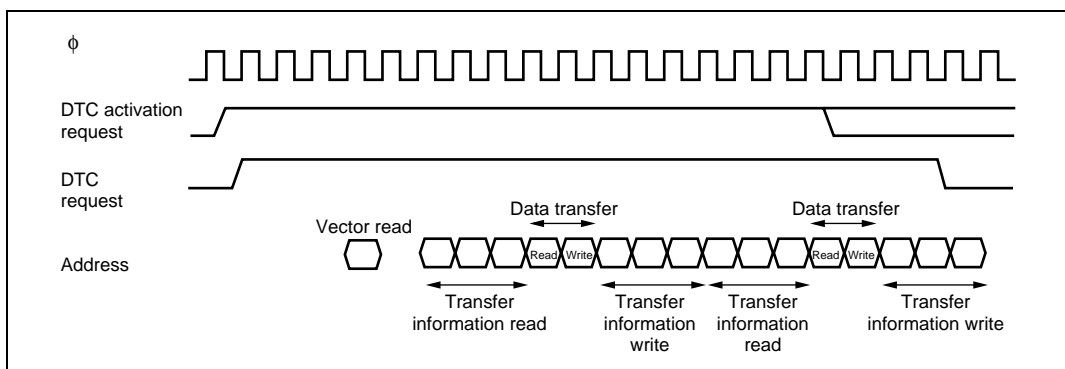 ϕ
DTC activation
request
DTC
request
Data transfer
Data transfer
Vector read
Address
Read
Write
Read
Write
Transfer
information read
Transfer
information
write
Transfer
information
read
Transfer
information write